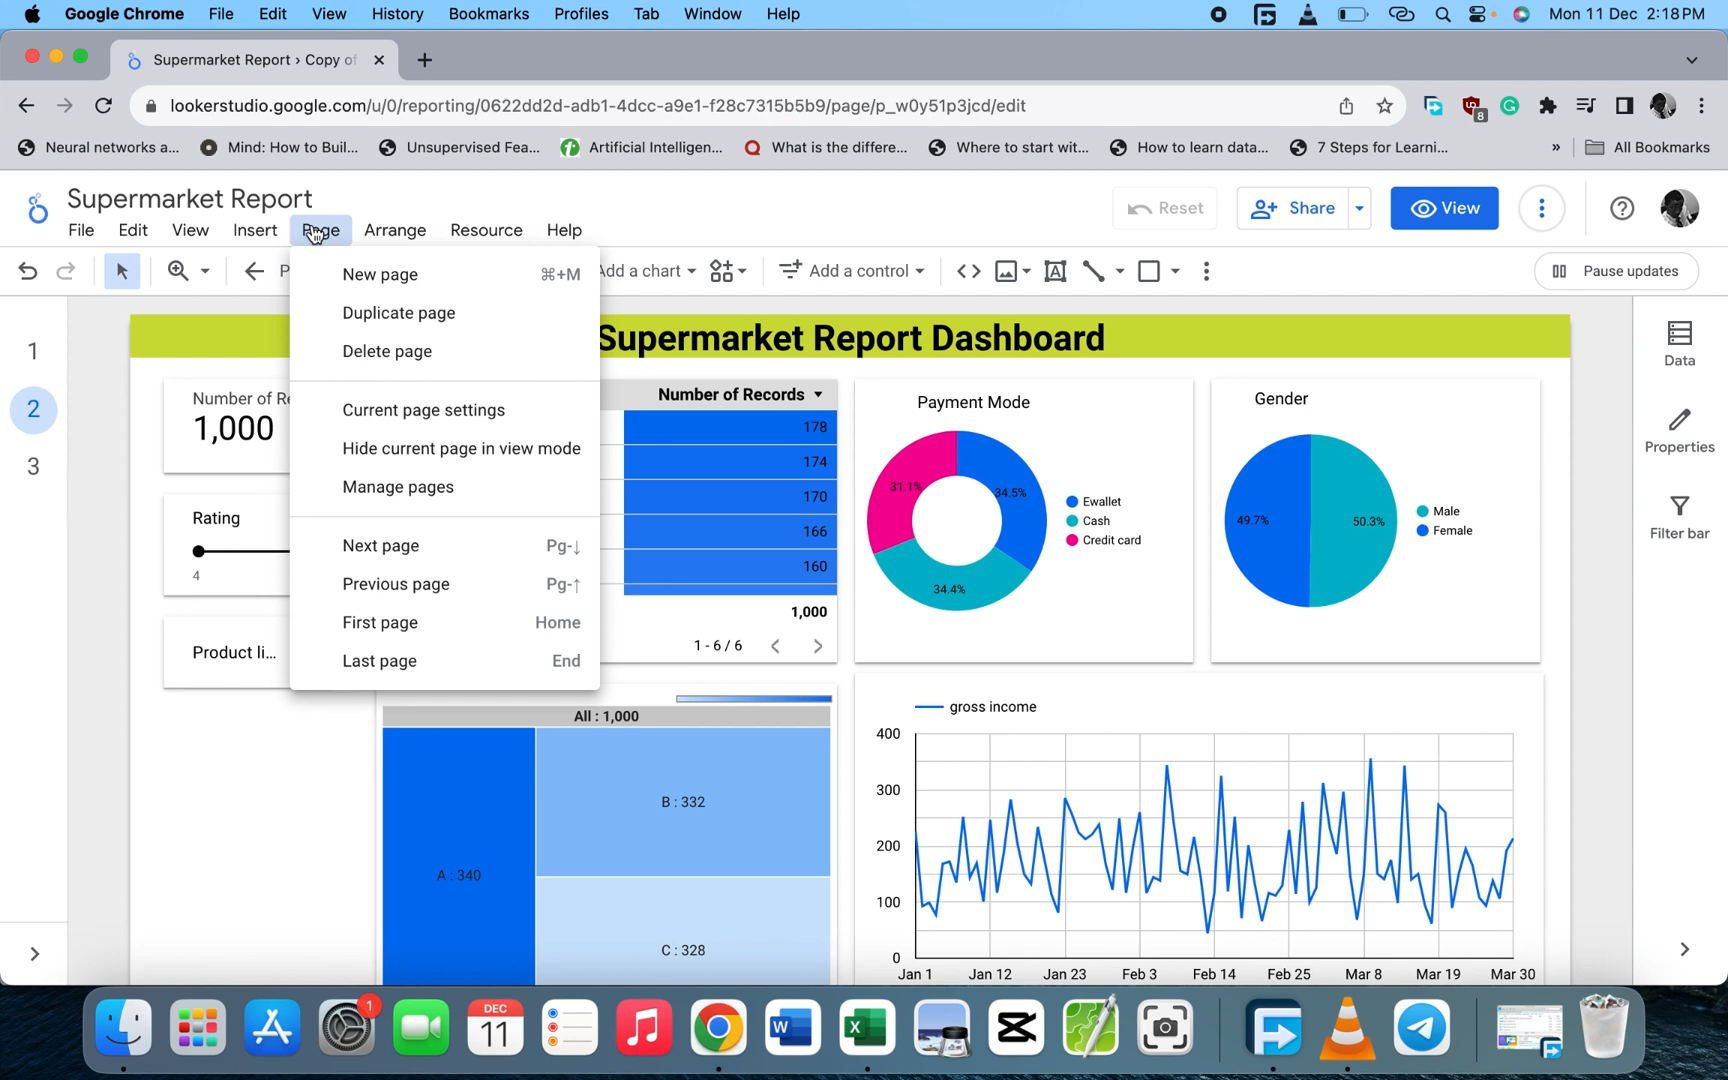 Google Chrome File Edit View History Bookmarks Profiles Tab Window Help Mon 11 Dec 2:18 PM
Supermarket Report › Copy of
lookerstudio.google.com/u/0/reporting/0622dd2d-adb1-4dcc-a9e1-f28c7315b5b9/page/p_w0y51p3jcd/edit 8
Neural networks a... Mind: How to Buil... Unsupervised Fea... Artificial Intelligen... What is the differe... Where to start wit... How to learn data... 7 Steps for Learni... » All Bookmarks
Supermarket Report
Reset Share View
File Edit View Insert Page Arrange Resource Help
Add a chart Add a control Pause updates
New page ⌘+M
Duplicate page
Delete page
Current page settings
Hide current page in view mode
Manage pages
Next page Pg-↓
Previous page Pg-↑
First page Home
Last page End
1
2
3
Supermarket Report Dashboard
Number of Re
1,000
Rating
4
Product li...
Number of Records
178
174
170
166
160
1,000
1 - 6 / 6
Payment Mode
31.1%
34.5%
34.4%
Ewallet
Cash
Credit card
Gender
49.7%
50.3%
Male
Female
Data
Properties
Filter bar
All : 1,000
A : 340
B : 332
C : 328
gross income
400
300
200
100
0
Jan 1 Jan 12 Jan 23 Feb 3 Feb 14 Feb 25 Mar 8 Mar 19 Mar 30
1
DEC
11
W
X